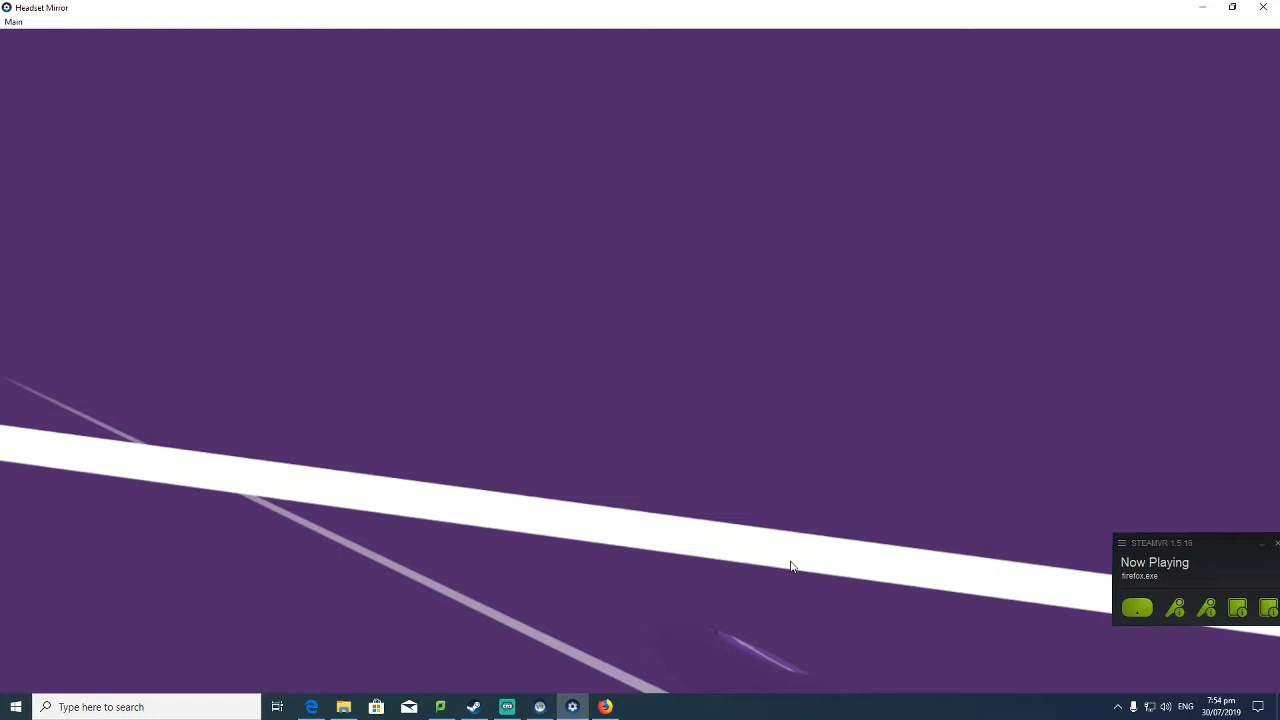 Headset Mirror
Main
STEAMVR 1.5.16
Now Playing
firefox.exe
Type here to search
ENG
7:54 pm
30/07/2019